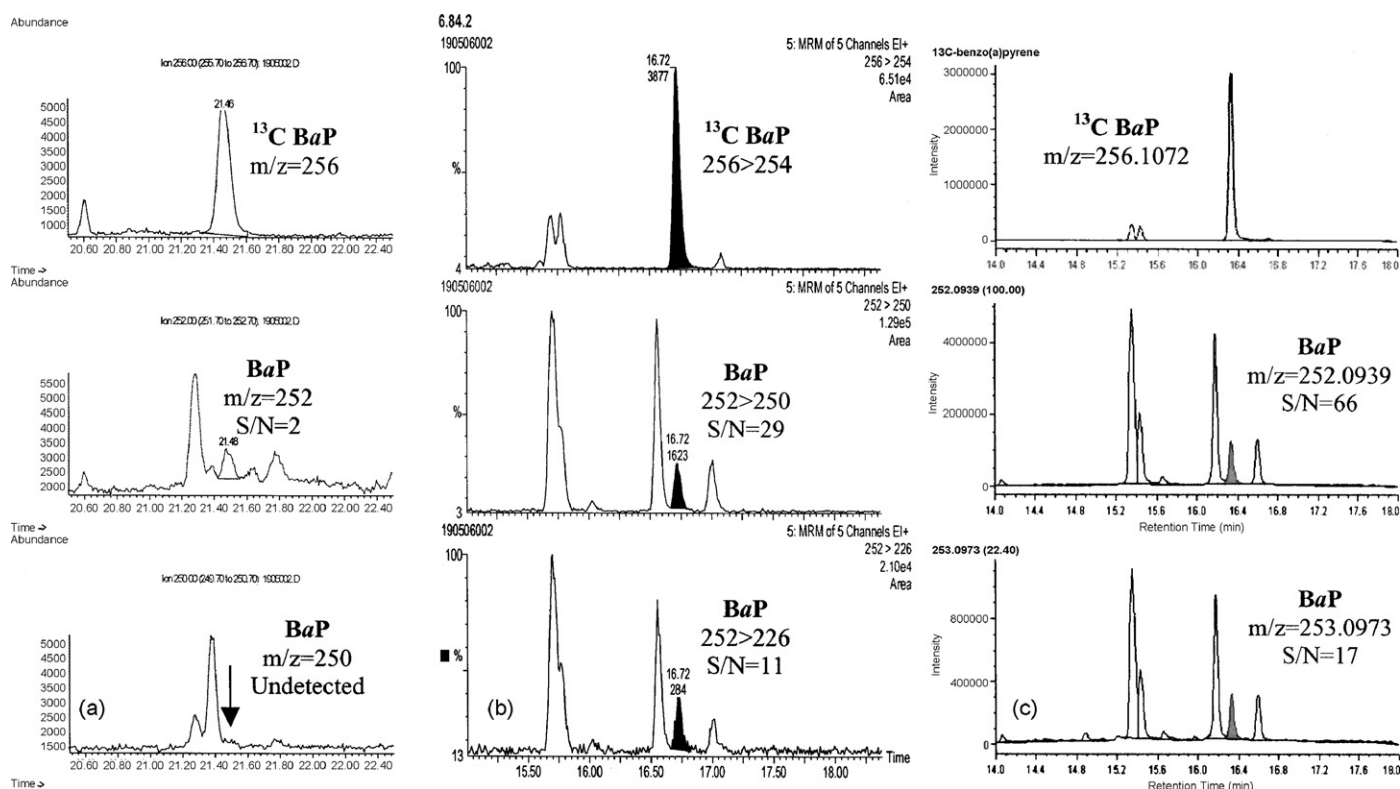 Abundance
Ion 256.00 (255.70 to 256.70): 1905002.D
5000
4500
4000
3500
3000
2500
2000
1500
1000
21.46
13C BaP
m/z=256
20.60 20.80 21.00 21.20 21.40 21.60 21.80 22.00 22.20 22.40
Time ->
Abundance
Ion 252.00 (251.70 to 252.70): 1905002.D
5500
5000
4500
4000
3500
3000
2500
2000
BaP
m/z=252
S/N=2
21.48
20.60 20.80 21.00 21.20 21.40 21.60 21.80 22.00 22.20 22.40
Time ->
Abundance
Ion 250.00 (249.70 to 250.70): 1905002.D
5000
4500
4000
3500
3000
2500
2000
1500
BaP
m/z=250
Undetected
(a)
20.60 20.80 21.00 21.20 21.40 21.60 21.80 22.00 22.20 22.40
Time ->
6.84.2
190506002
5: MRM of 5 Channels EI+
256 > 254
6.51e4
Area
100
%
4
16.72
3877
13C BaP
256>254
190506002
5: MRM of 5 Channels EI+
252 > 250
1.29e5
Area
100
%
3
BaP
252>250
S/N=29
16.72
1623
190506002
5: MRM of 5 Channels EI+
252 > 226
2.10e4
Area
100
%
13
BaP
252>226
S/N=11
16.72
284
(b)
Time
15.50 16.00 16.50 17.00 17.50 18.00
13C-benzo(a)pyrene
3000000
2000000
1000000
0
Intensity
13C BaP
m/z=256.1072
14.0 14.4 14.8 15.2 15.6 16.0 16.4 16.8 17.2 17.6 18.0
252.0939 (100.00)
4000000
2000000
0
Intensity
BaP
m/z=252.0939
S/N=66
14.0 14.4 14.8 15.2 15.6 16.0 16.4 16.8 17.2 17.6 18.0
Retention Time (min)
253.0973 (22.40)
800000
400000
0
Intensity
BaP
m/z=253.0973
S/N=17
(c)
14.0 14.4 14.8 15.2 15.6 16.0 16.4 16.8 17.2 17.6 18.0
Retention Time (min)